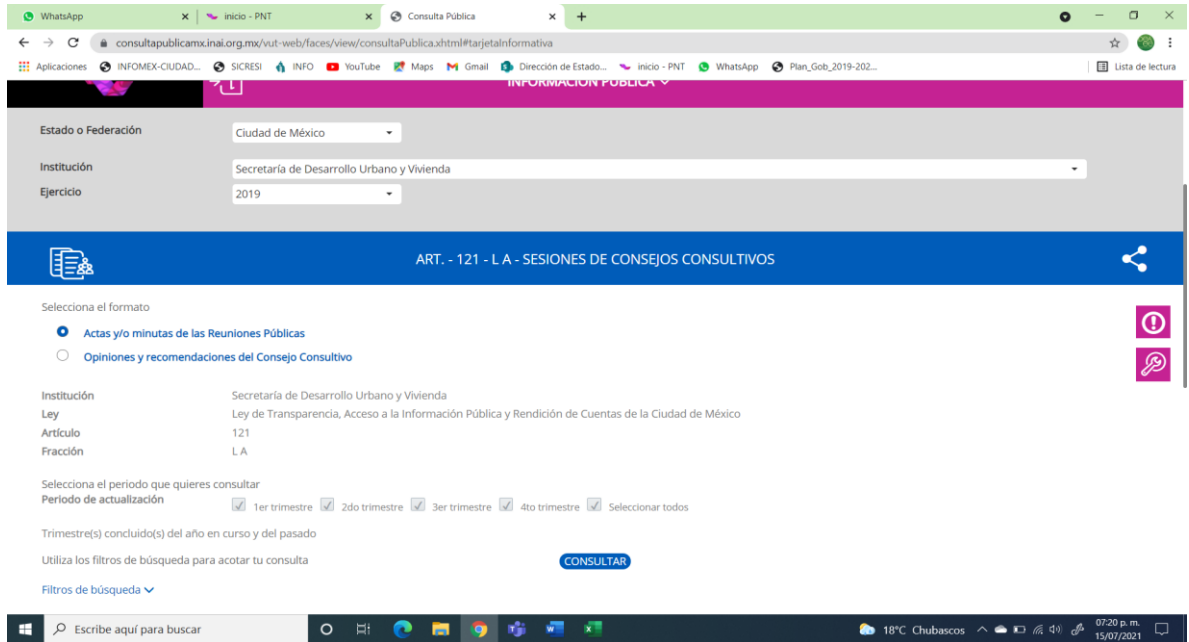 WhatsApp
inicio - PNT
Consulta Pública
consultapublicamx.inai.org.mx/vut-web/faces/view/consultaPublica.xhtml#tarjetaInformativa
Aplicaciones INFOMEX-CIUDAD... SICRESI INFO YouTube Maps Gmail Dirección de Estado... inicio - PNT WhatsApp Plan_Gob_2019-202... Lista de lectura
INFORMACIÓN PÚBLICA
Estado o Federación Ciudad de México
Institución Secretaría de Desarrollo Urbano y Vivienda
Ejercicio 2019
ART. - 121 - L A - SESIONES DE CONSEJOS CONSULTIVOS
Selecciona el formato
Actas y/o minutas de las Reuniones Públicas
Opiniones y recomendaciones del Consejo Consultivo
Institución Secretaría de Desarrollo Urbano y Vivienda
Ley Ley de Transparencia, Acceso a la Información Pública y Rendición de Cuentas de la Ciudad de México
Artículo 121
Fracción L A
Selecciona el periodo que quieres consultar
Periodo de actualización 1er trimestre 2do trimestre 3er trimestre 4to trimestre Seleccionar todos
Trimestre(s) concluido(s) del año en curso y del pasado
Utiliza los filtros de búsqueda para acotar tu consulta CONSULTAR
Filtros de búsqueda
Escribe aquí para buscar 18°C Chubascos 07:20 p. m.
15/07/2021